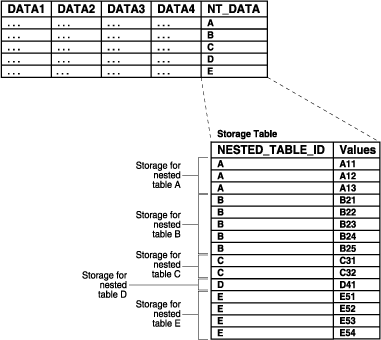 DATA1 DATA2 DATA3 DATA4 NT_DATA
... ... ... ... A
... ... ... ... B
... ... ... ... C
... ... ... ... D
... ... ... ... E
Storage Table
NESTED_TABLE_ID Values
Storage for
nested
table A
A A11
A A12
A A13
Storage for
nested
table B
B B21
B B22
B B23
B B24
B B25
Storage for
nested
table C
C C31
C C32
Storage for
nested
table D
D D41
Storage for
nested
table E
E E51
E E52
E E53
E E54